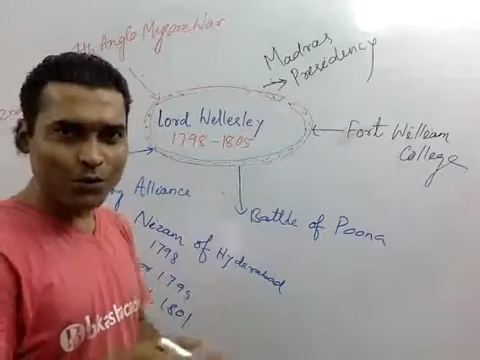 4th Anglo Mysore War
Madras
Presidency
Lord Wellesley
1798-1805
Fort William
College
Alliance
Battle of Poona
Nizam of Hyderabad
1798
1799
1801